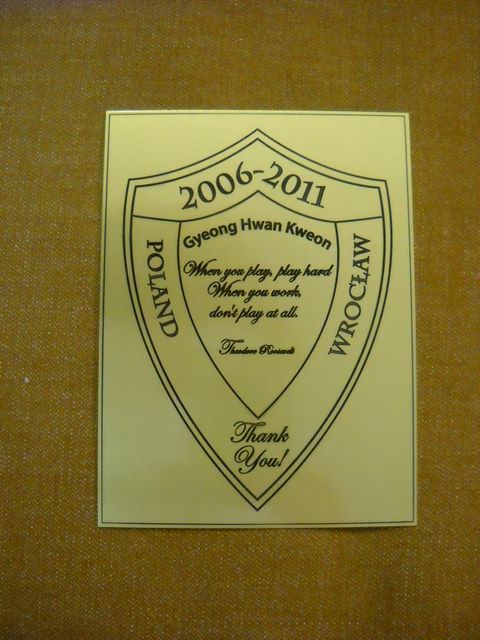 2006-2011
Gyeong Hwan Kweon
POLAND
When you play, play hard
When you work,
don't play at all.
Theodore Roosevelt
WROCŁAW
Thank
You!